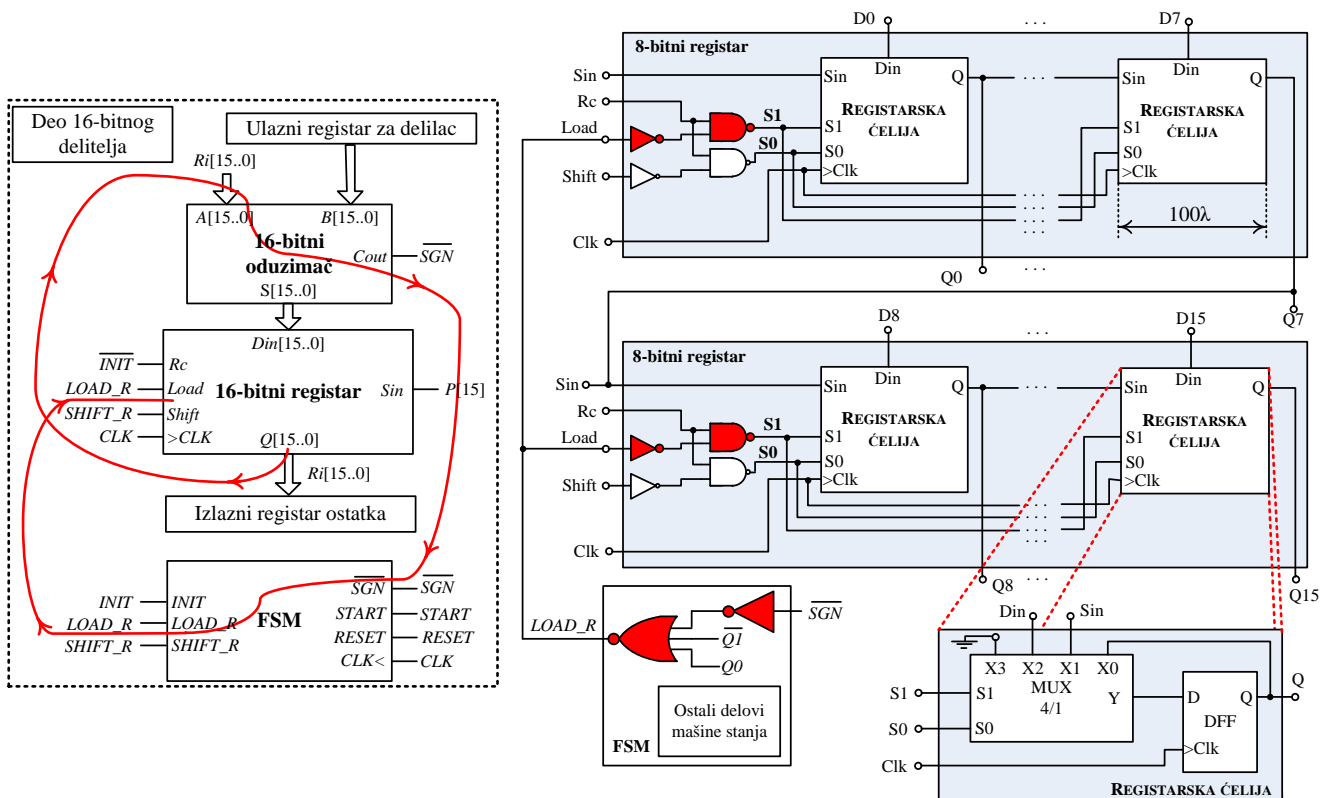 Deo 16-bitnog
delitelja
Ulazni registar za delilac
Ri[15..0]
A[15..0]
B[15..0]
16-bitni
oduzimač
Cout
SGN
S[15..0]
Din[15..0]
INIT
Rc
LOAD_R
Load
16-bitni registar
Sin
P[15]
SHIFT_R
Shift
CLK
>CLK
Q[15..0]
Ri[15..0]
Izlazni registar ostatka
SGN
SGN
INIT
INIT
START
START
LOAD_R
LOAD_R
FSM
RESET
RESET
SHIFT_R
SHIFT_R
CLK<
CLK
D0
. . .
D7
8-bitni registar
Sin
Sin
Din
Q
. . .
Sin
Din
Q
Rc
REGISTARSKA
ĆELIJA
REGISTARSKA
ĆELIJA
Load
S1
S1
S1
S0
S0
S0
Shift
>Clk
>Clk
. . .
. . .
. . .
100λ
Clk
Q0
. . .
Q7
D8
. . .
D15
8-bitni registar
Sin
Sin
Din
Q
. . .
Sin
Din
Q
Rc
REGISTARSKA
ĆELIJA
REGISTARSKA
ĆELIJA
Load
S1
S1
S1
S0
S0
S0
Shift
>Clk
>Clk
. . .
. . .
. . .
Clk
Q8
. . .
Q15
LOAD_R
SGN
Q1
Q0
Ostali delovi
mašine stanja
FSM
Din
Sin
X3
X2
X1
X0
MUX
4/1
S1
S1
Y
D
Q
Q
S0
S0
DFF
Clk
>Clk
REGISTARSKA ĆELIJA